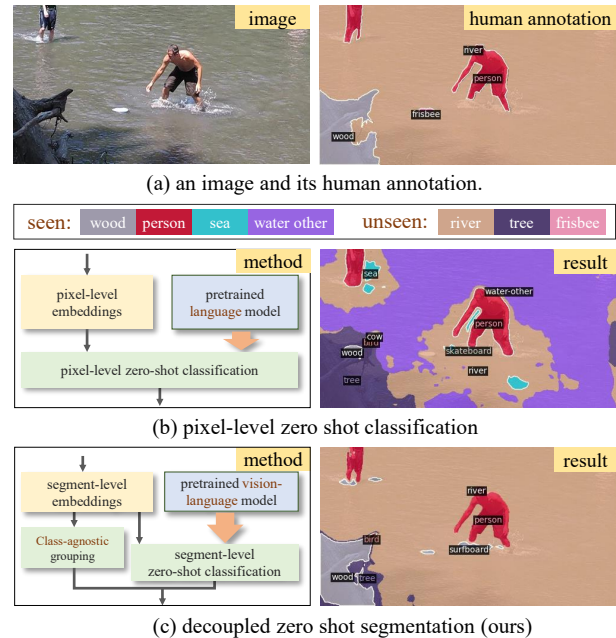 image
human annotation
river
person
frisbee
wood
(a) an image and its human annotation.
seen: wood person sea water other unseen: river tree frisbee
method
pixel-level
embeddings
pretrained
language model
pixel-level zero-shot classification
result
sea
water-other
person
cow
wood
skateboard
tree
river
(b) pixel-level zero shot classification
method
segment-level
embeddings
pretrained vision-
language model
Class-agnostic
grouping
segment-level
zero-shot classification
result
river
person
bird
surfboard
wood
tree
(c) decoupled zero shot segmentation (ours)